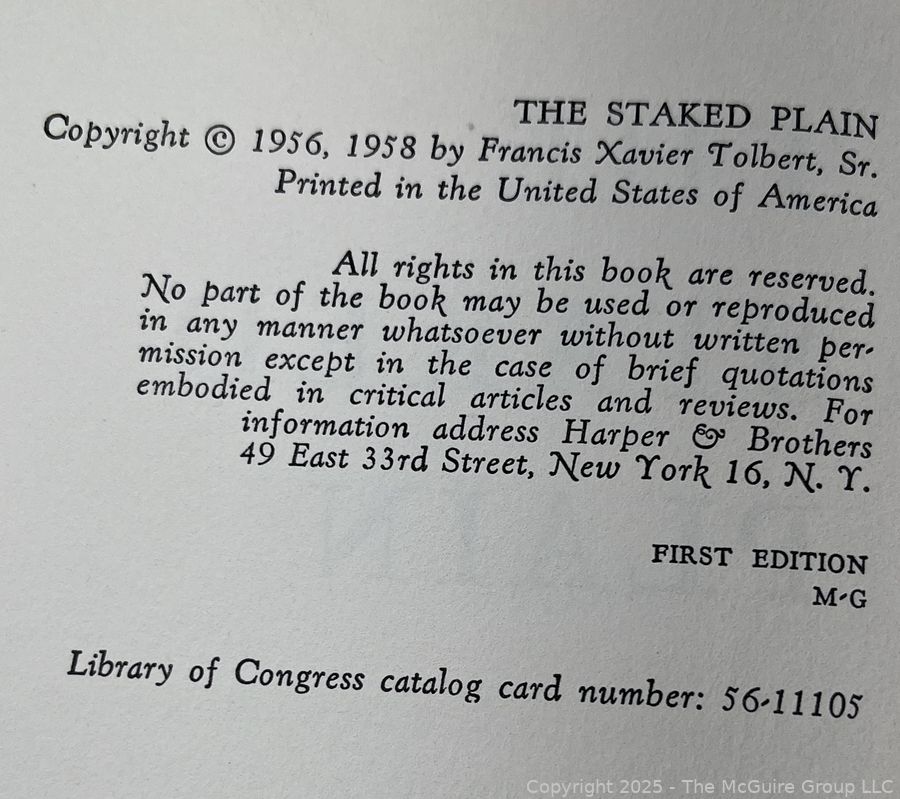 THE STAKED PLAIN
Copyright © 1956, 1958 by Francis Xavier Tolbert, Sr.
Printed in the United States of America
All rights in this book are reserved.
No part of the book may be used or reproduced
in any manner whatsoever without written per-
mission except in the case of brief quotations
embodied in critical articles and reviews. For
information address Harper & Brothers
49 East 33rd Street, New York 16, N. Y.
FIRST EDITION
M-G
Library of Congress catalog card number: 56-11105
Copyright 2025 - The McGuire Group LLC